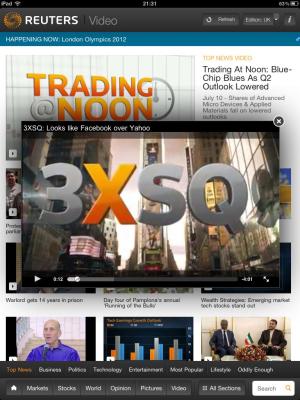 iPad
21:31
63%
REUTERS Video
Refresh
Edition: UK
HAPPENING NOW: London Olympics 2012
TRADING
@NOON
TOP NEWS VIDEO
Trading At Noon: Blue-
Chip Blues As Q2
Outlook Lowered
July 10 - Shares of Advanced
Micro Devices & Applied
Materials fall on lowered
outlooks
3XSQ: Looks like Facebook over Yahoo
3XSQ
0:12
-4:01
Warlord gets 14 years in prison
Day four of Pamplona's annual
'Running of the Bulls'
Wealth Strategies: Emerging market
tech stocks stand out
Tech Earnings Growth Outlook
Top News Business Politics Technology Entertainment Most Popular Lifestyle Oddly Enough
Markets Stocks World Opinion Pictures Video All Sections Search